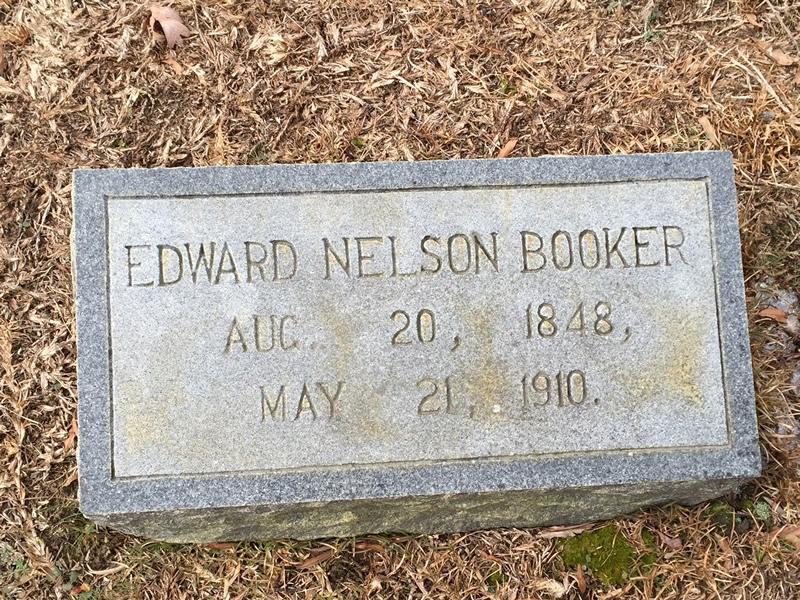 EDWARD NELSON BOOKER
AUG. 20, 1848,
MAY 21, 1910.